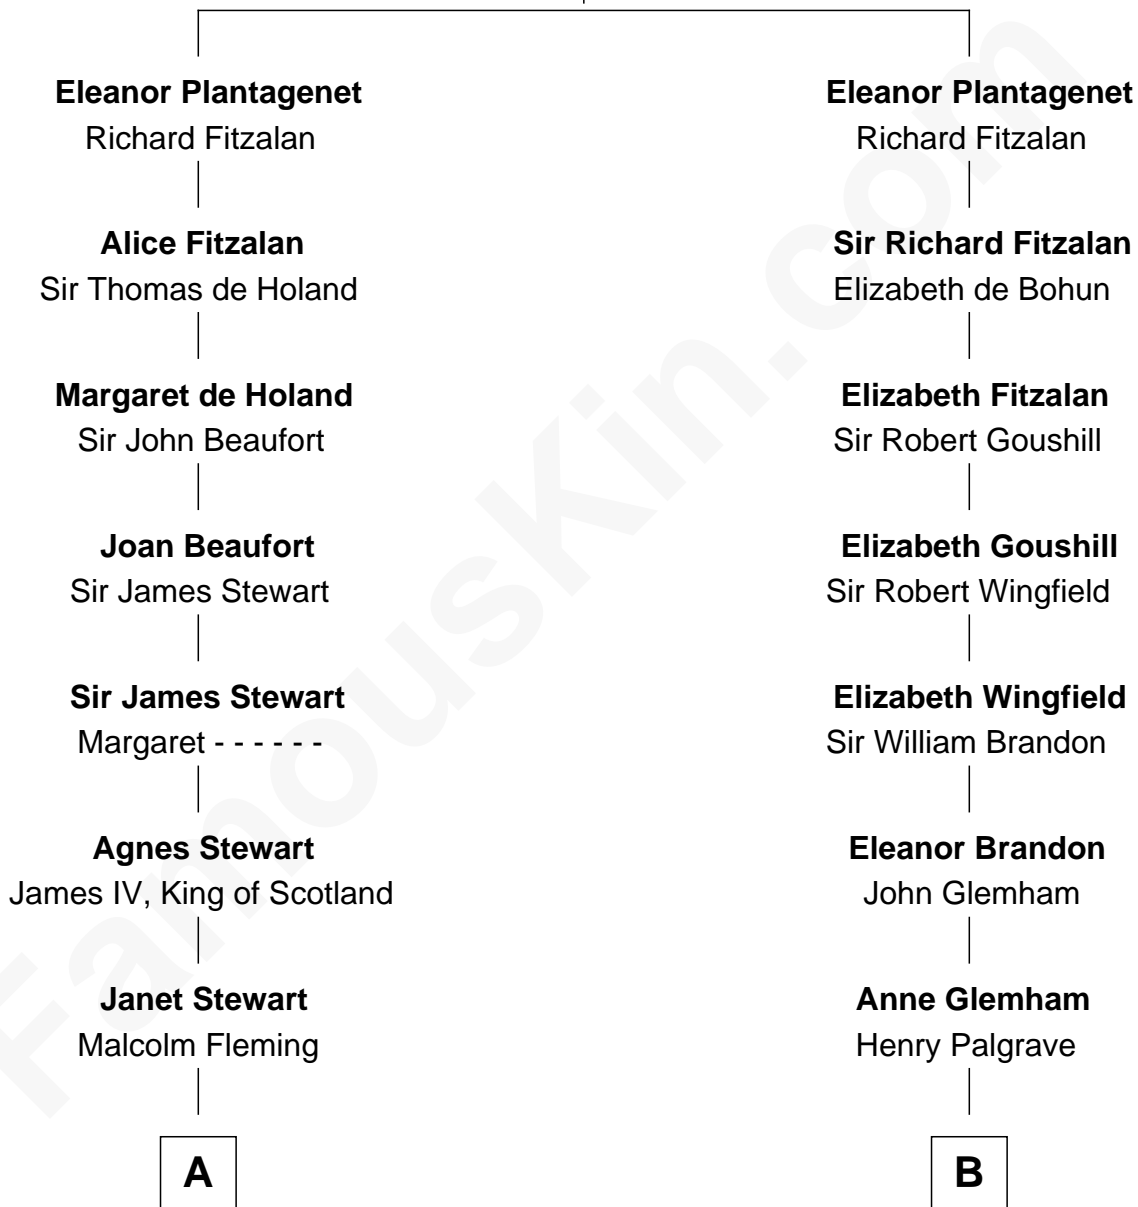 Eleanor Plantagenet
Richard Fitzalan
Alice Fitzalan
Sir Thomas de Holand
Margaret de Holand
Sir John Beaufort
Joan Beaufort
Sir James Stewart
Sir James Stewart
Margaret - - - - - -
Agnes Stewart
James IV, King of Scotland
Janet Stewart
Malcolm Fleming
A
Eleanor Plantagenet
Richard Fitzalan
Sir Richard Fitzalan
Elizabeth de Bohun
Elizabeth Fitzalan
Sir Robert Goushill
Elizabeth Goushill
Sir Robert Wingfield
Elizabeth Wingfield
Sir William Brandon
Eleanor Brandon
John Glemham
Anne Glemham
Henry Palgrave
B
FamousKin.com